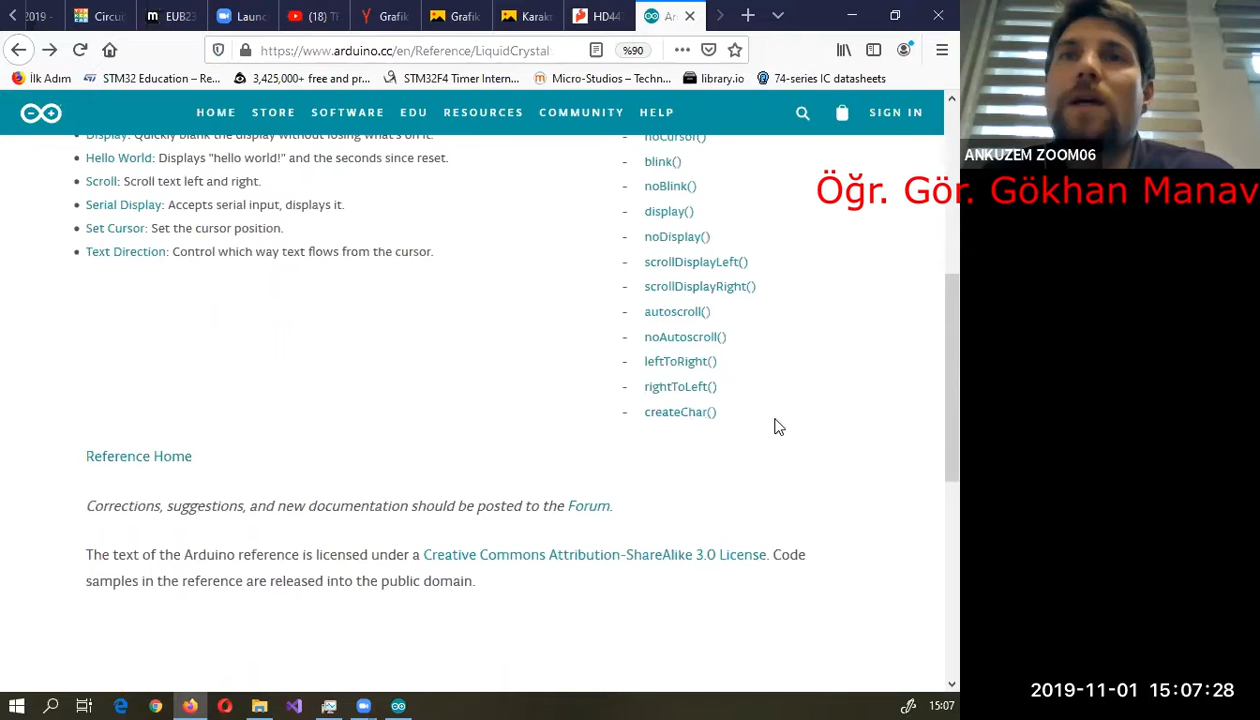 2019 -
Circui
EUB23
Launc
(18) Tr
Grafik
Grafik
Karak
HD44
https://www.arduino.cc/en/Reference/LiquidCrystal
%90
İlk Adım
STM32 Education – Re...
3,425,000+ free and pr...
STM32F4 Timer Intern...
Micro-Studios – Techn...
library.io
74-series IC datasheets
HOME STORE SOFTWARE EDU RESOURCES COMMUNITY HELP SIGN IN
Display: Quickly blank the display without losing what's on it.
Hello World: Displays "hello world!" and the seconds since reset.
Scroll: Scroll text left and right.
Serial Display: Accepts serial input, displays it.
Set Cursor: Set the cursor position.
Text Direction: Control which way text flows from the cursor.
- noCursor()
- blink()
- noBlink()
- display()
- noDisplay()
- scrollDisplayLeft()
- scrollDisplayRight()
- autoscroll()
- noAutoscroll()
- leftToRight()
- rightToLeft()
- createChar()
Reference Home
Corrections, suggestions, and new documentation should be posted to the Forum.
The text of the Arduino reference is licensed under a Creative Commons Attribution-ShareAlike 3.0 License. Code
samples in the reference are released into the public domain.
ANKUZEM ZOOM06
Öğr. Gör. Gökhan Manav
2019-11-01 15:07:28
15:07